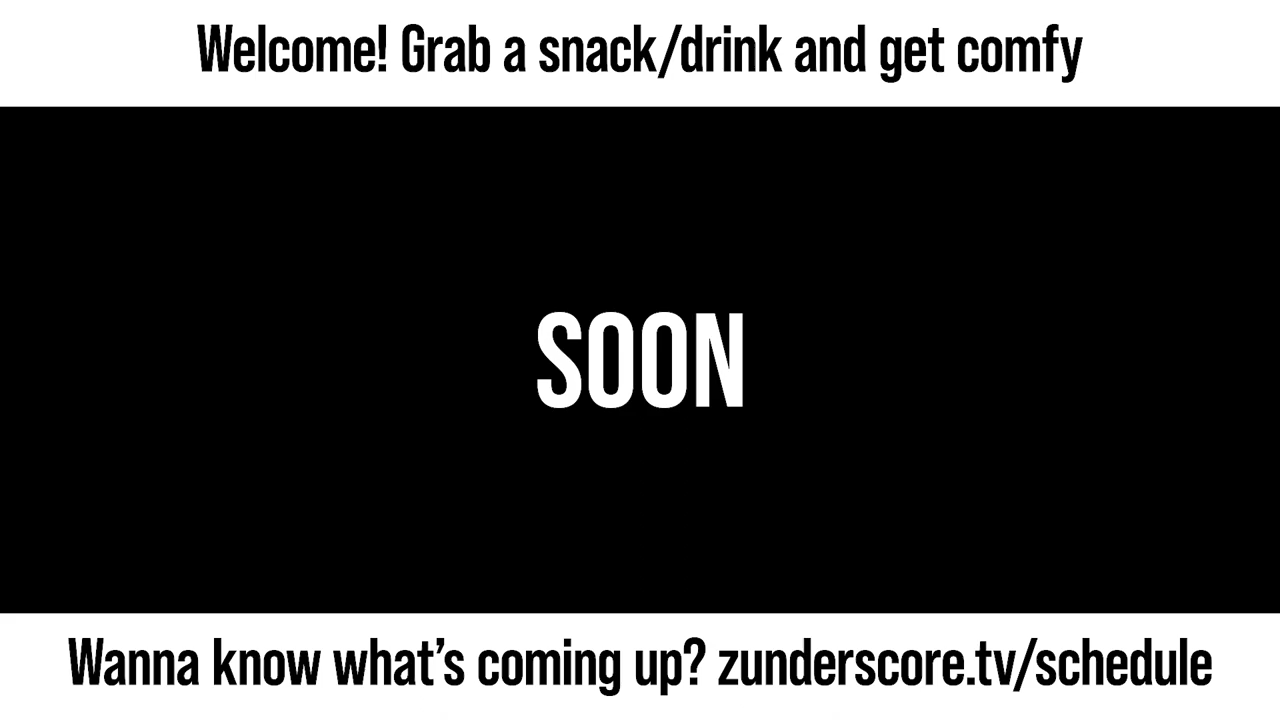 Welcome! Grab a snack/drink and get comfy
SOON
Wanna know what’s coming up? zunderscore.tv/schedule